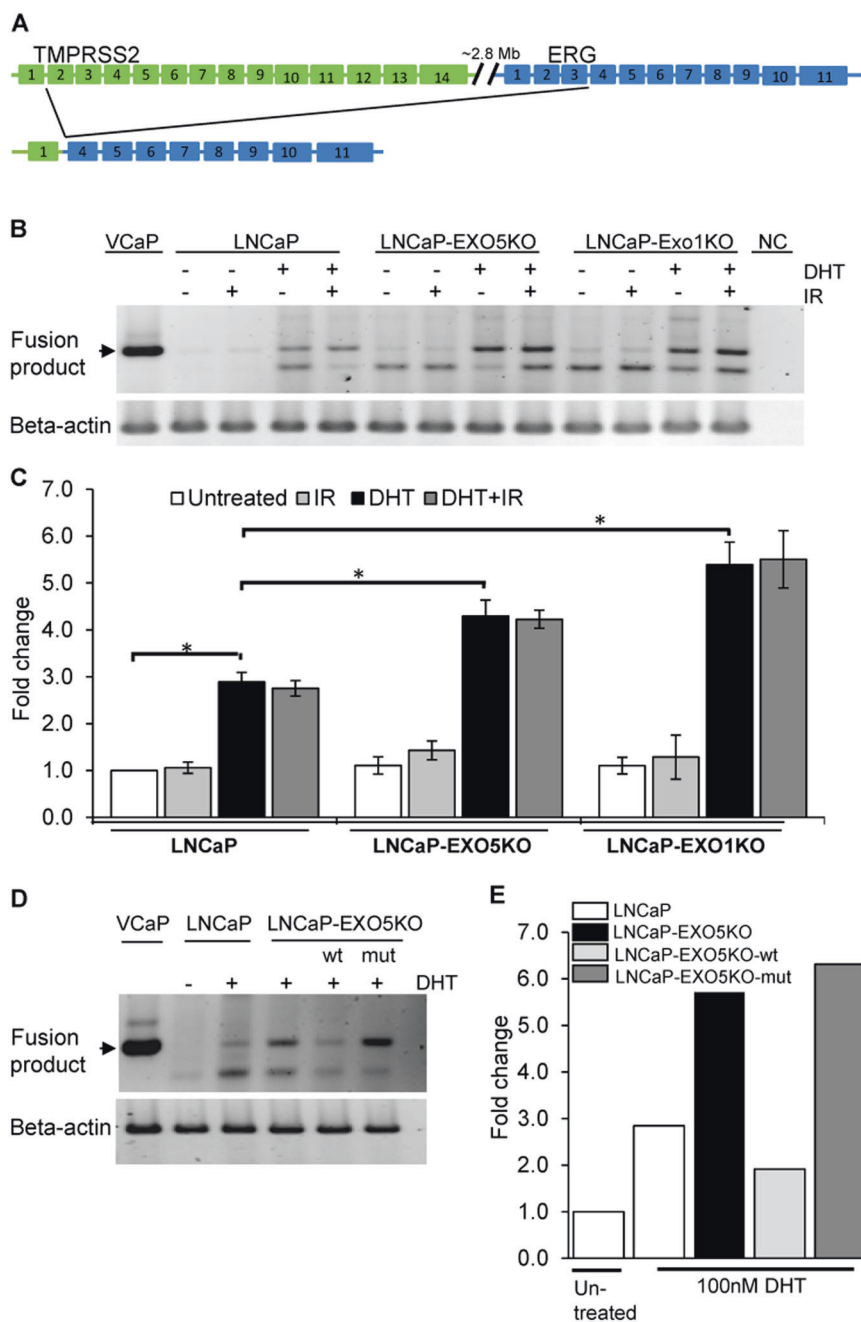 A
TMPRSS2 ~2.8 Mb ERG
1 2 3 4 5 6 7 8 9 10 11 12 13 14 1 2 3 4 5 6 7 8 9 10 11
1 4 5 6 7 8 9 10 11
B
VCaP LNCaP LNCaP-EXO5KO LNCaP-Exo1KO NC
- - + + - - + + - - + + DHT
- + - + - + - + - + - + IR
Fusion
product
Beta-actin
C
7.0
6.0
5.0
4.0
3.0
2.0
1.0
0.0
Fold change
Untreated IR DHT DHT+IR
*
*
*
LNCaP LNCaP-EXO5KO LNCaP-EXO1KO
D
VCaP LNCaP LNCaP-EXO5KO
wt mut
- + + + + DHT
Fusion
product
Beta-actin
E
LNCaP
LNCaP-EXO5KO
LNCaP-EXO5KO-wt
LNCaP-EXO5KO-mut
7.0
6.0
5.0
4.0
3.0
2.0
1.0
0.0
Fold change
Un-
treated
100nM DHT